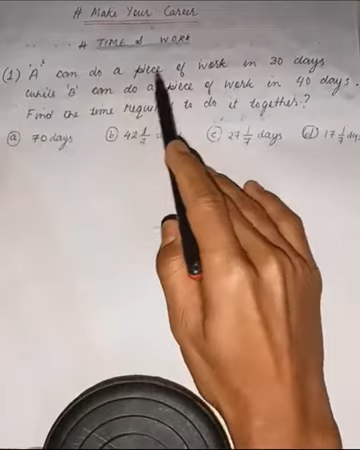 # Make Your Career
# TIME & WORK
(1) 'A' can do a piece of work in 30 days
while 'B' can do a piece of work in 40 days.
Find the time to do it together.?
(a) 70 days (b) 42 (c) 27 1/7 days (d) 17 1/7